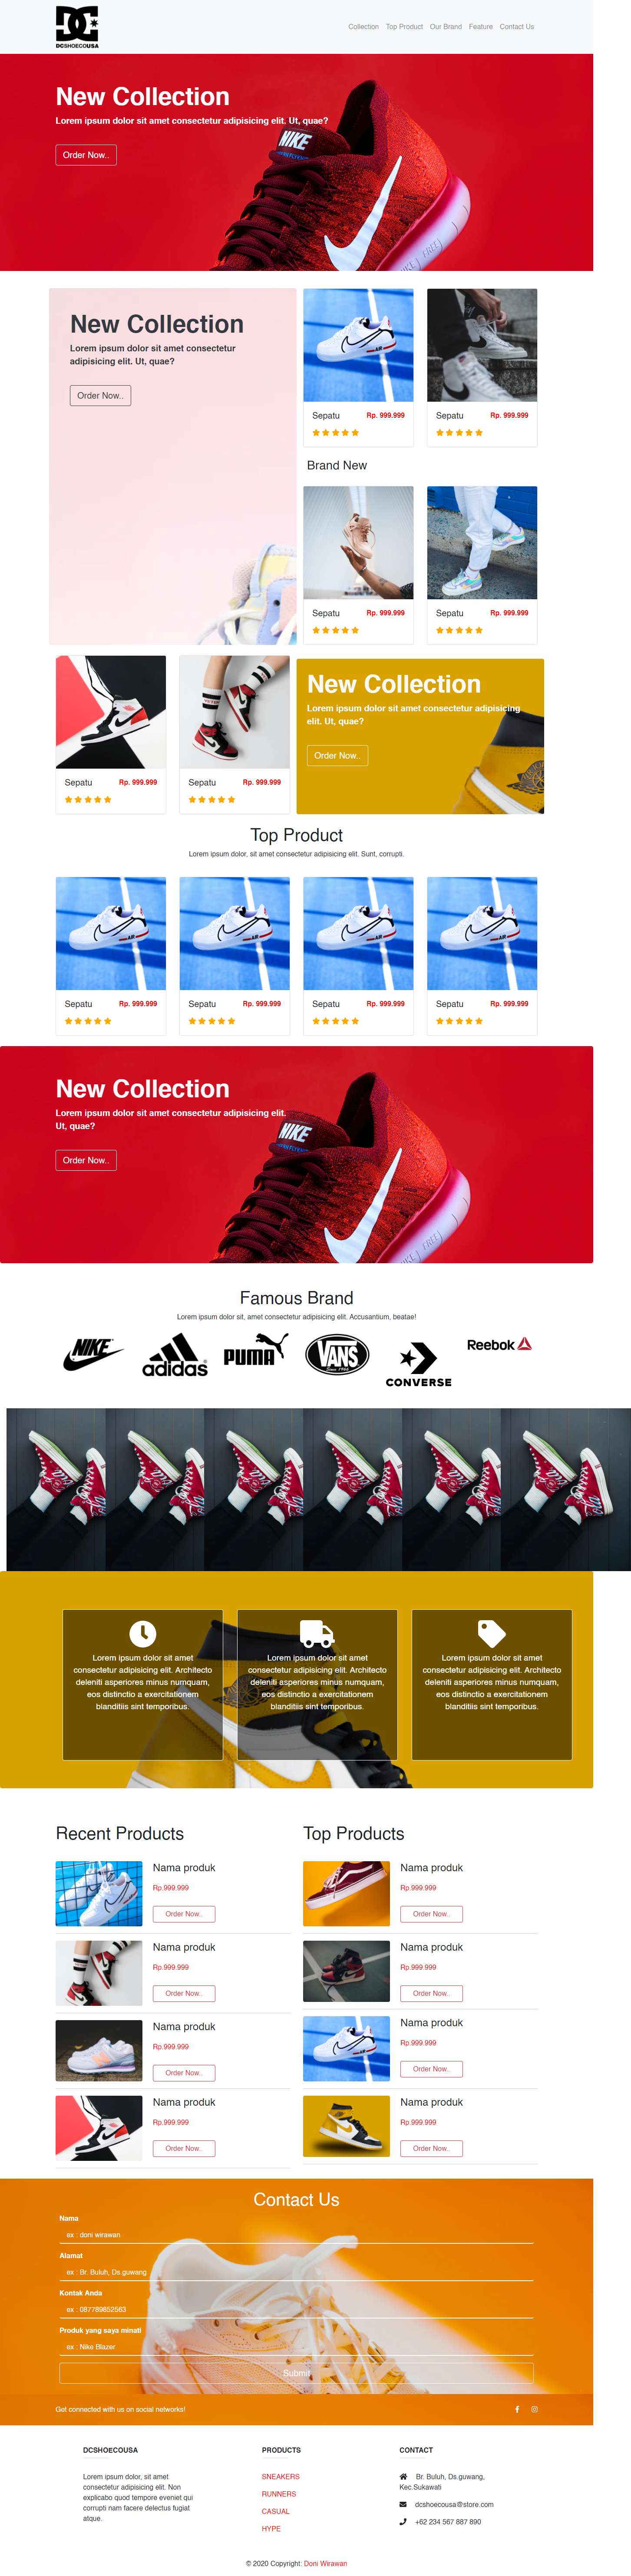 DC
DCSHOECOUSA
Collection Top Product Our Brand Feature Contact Us
New Collection
Lorem ipsum dolor sit amet consectetur adipisicing elit. Ut, quae?
Order Now..
NIKE
New Collection
Lorem ipsum dolor sit amet consectetur
adipisicing elit. Ut, quae?
Order Now..
Sepatu Rp. 999.999
Sepatu Rp. 999.999
Brand New
Sepatu Rp. 999.999
Sepatu Rp. 999.999
Sepatu Rp. 999.999
Sepatu Rp. 999.999
New Collection
Lorem ipsum dolor sit amet consectetur adipisicing
elit. Ut, quae?
Order Now..
Top Product
Lorem ipsum dolor, sit amet consectetur adipisicing elit. Sunt, corrupti.
Sepatu Rp. 999.999
Sepatu Rp. 999.999
Sepatu Rp. 999.999
Sepatu Rp. 999.999
New Collection
Lorem ipsum dolor sit amet consectetur adipisicing elit.
Ut, quae?
Order Now..
NIKE
Famous Brand
Lorem ipsum dolor sit, amet consectetur adipisicing elit. Accusantium, beatae!
NIKE
adidas
PUMA
VANS
CONVERSE
Reebok
Lorem ipsum dolor sit amet
consectetur adipisicing elit. Architecto
deleniti asperiores minus numquam,
eos distinctio a exercitationem
blanditiis sint temporibus.
Lorem ipsum dolor sit amet
consectetur adipisicing elit. Architecto
deleniti asperiores minus numquam,
eos distinctio a exercitationem
blanditiis sint temporibus.
Lorem ipsum dolor sit amet
consectetur adipisicing elit. Architecto
deleniti asperiores minus numquam,
eos distinctio a exercitationem
blanditiis sint temporibus.
Recent Products
Nama produk
Rp.999.999
Order Now..
Nama produk
Rp.999.999
Order Now..
Nama produk
Rp.999.999
Order Now..
Nama produk
Rp.999.999
Order Now..
Top Products
Nama produk
Rp.999.999
Order Now..
Nama produk
Rp.999.999
Order Now..
Nama produk
Rp.999.999
Order Now..
Nama produk
Rp.999.999
Order Now..
Contact Us
Nama
ex : doni wirawan
Alamat
ex : Br. Buluh, Ds.guwang
Kontak Anda
ex : 087789852563
Produk yang saya minati
ex : Nike Blazer
Submit
Get connected with us on social networks!
DCSHOECOUSA
Lorem ipsum dolor, sit amet
consectetur adipisicing elit. Non
explicabo quod tempore eveniet qui
corrupti nam facere delectus fugiat
atque.
PRODUCTS
SNEAKERS
RUNNERS
CASUAL
HYPE
CONTACT
Br. Buluh, Ds.guwang,
Kec.Sukawati
dcshoecousa@store.com
+62 234 567 887 890
© 2020 Copyright: Doni Wirawan